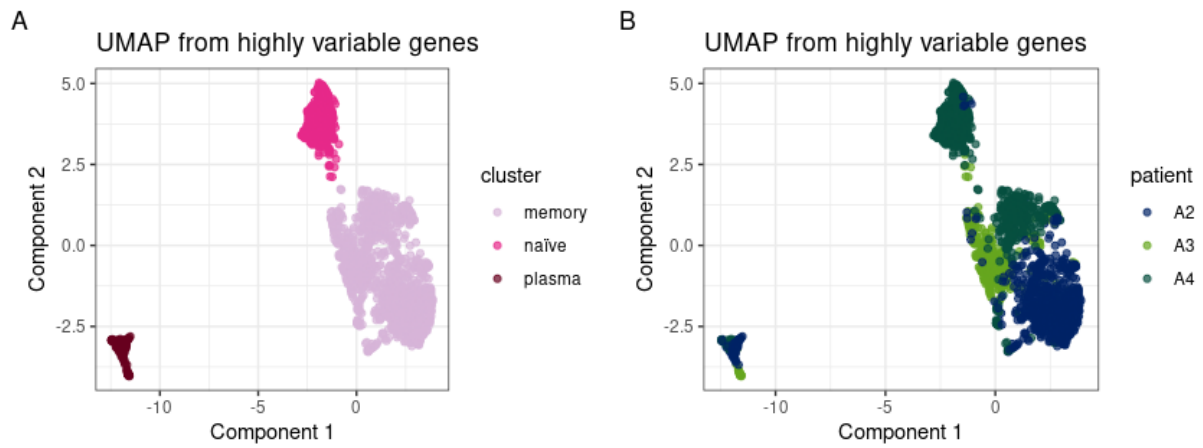 A
UMAP from highly variable genes
5.0
2.5
0.0
-2.5
Component 2
-10
-5
0
Component 1
cluster
memory
naïve
plasma
B
UMAP from highly variable genes
5.0
2.5
0.0
-2.5
Component 2
-10
-5
0
Component 1
patient
A2
A3
A4